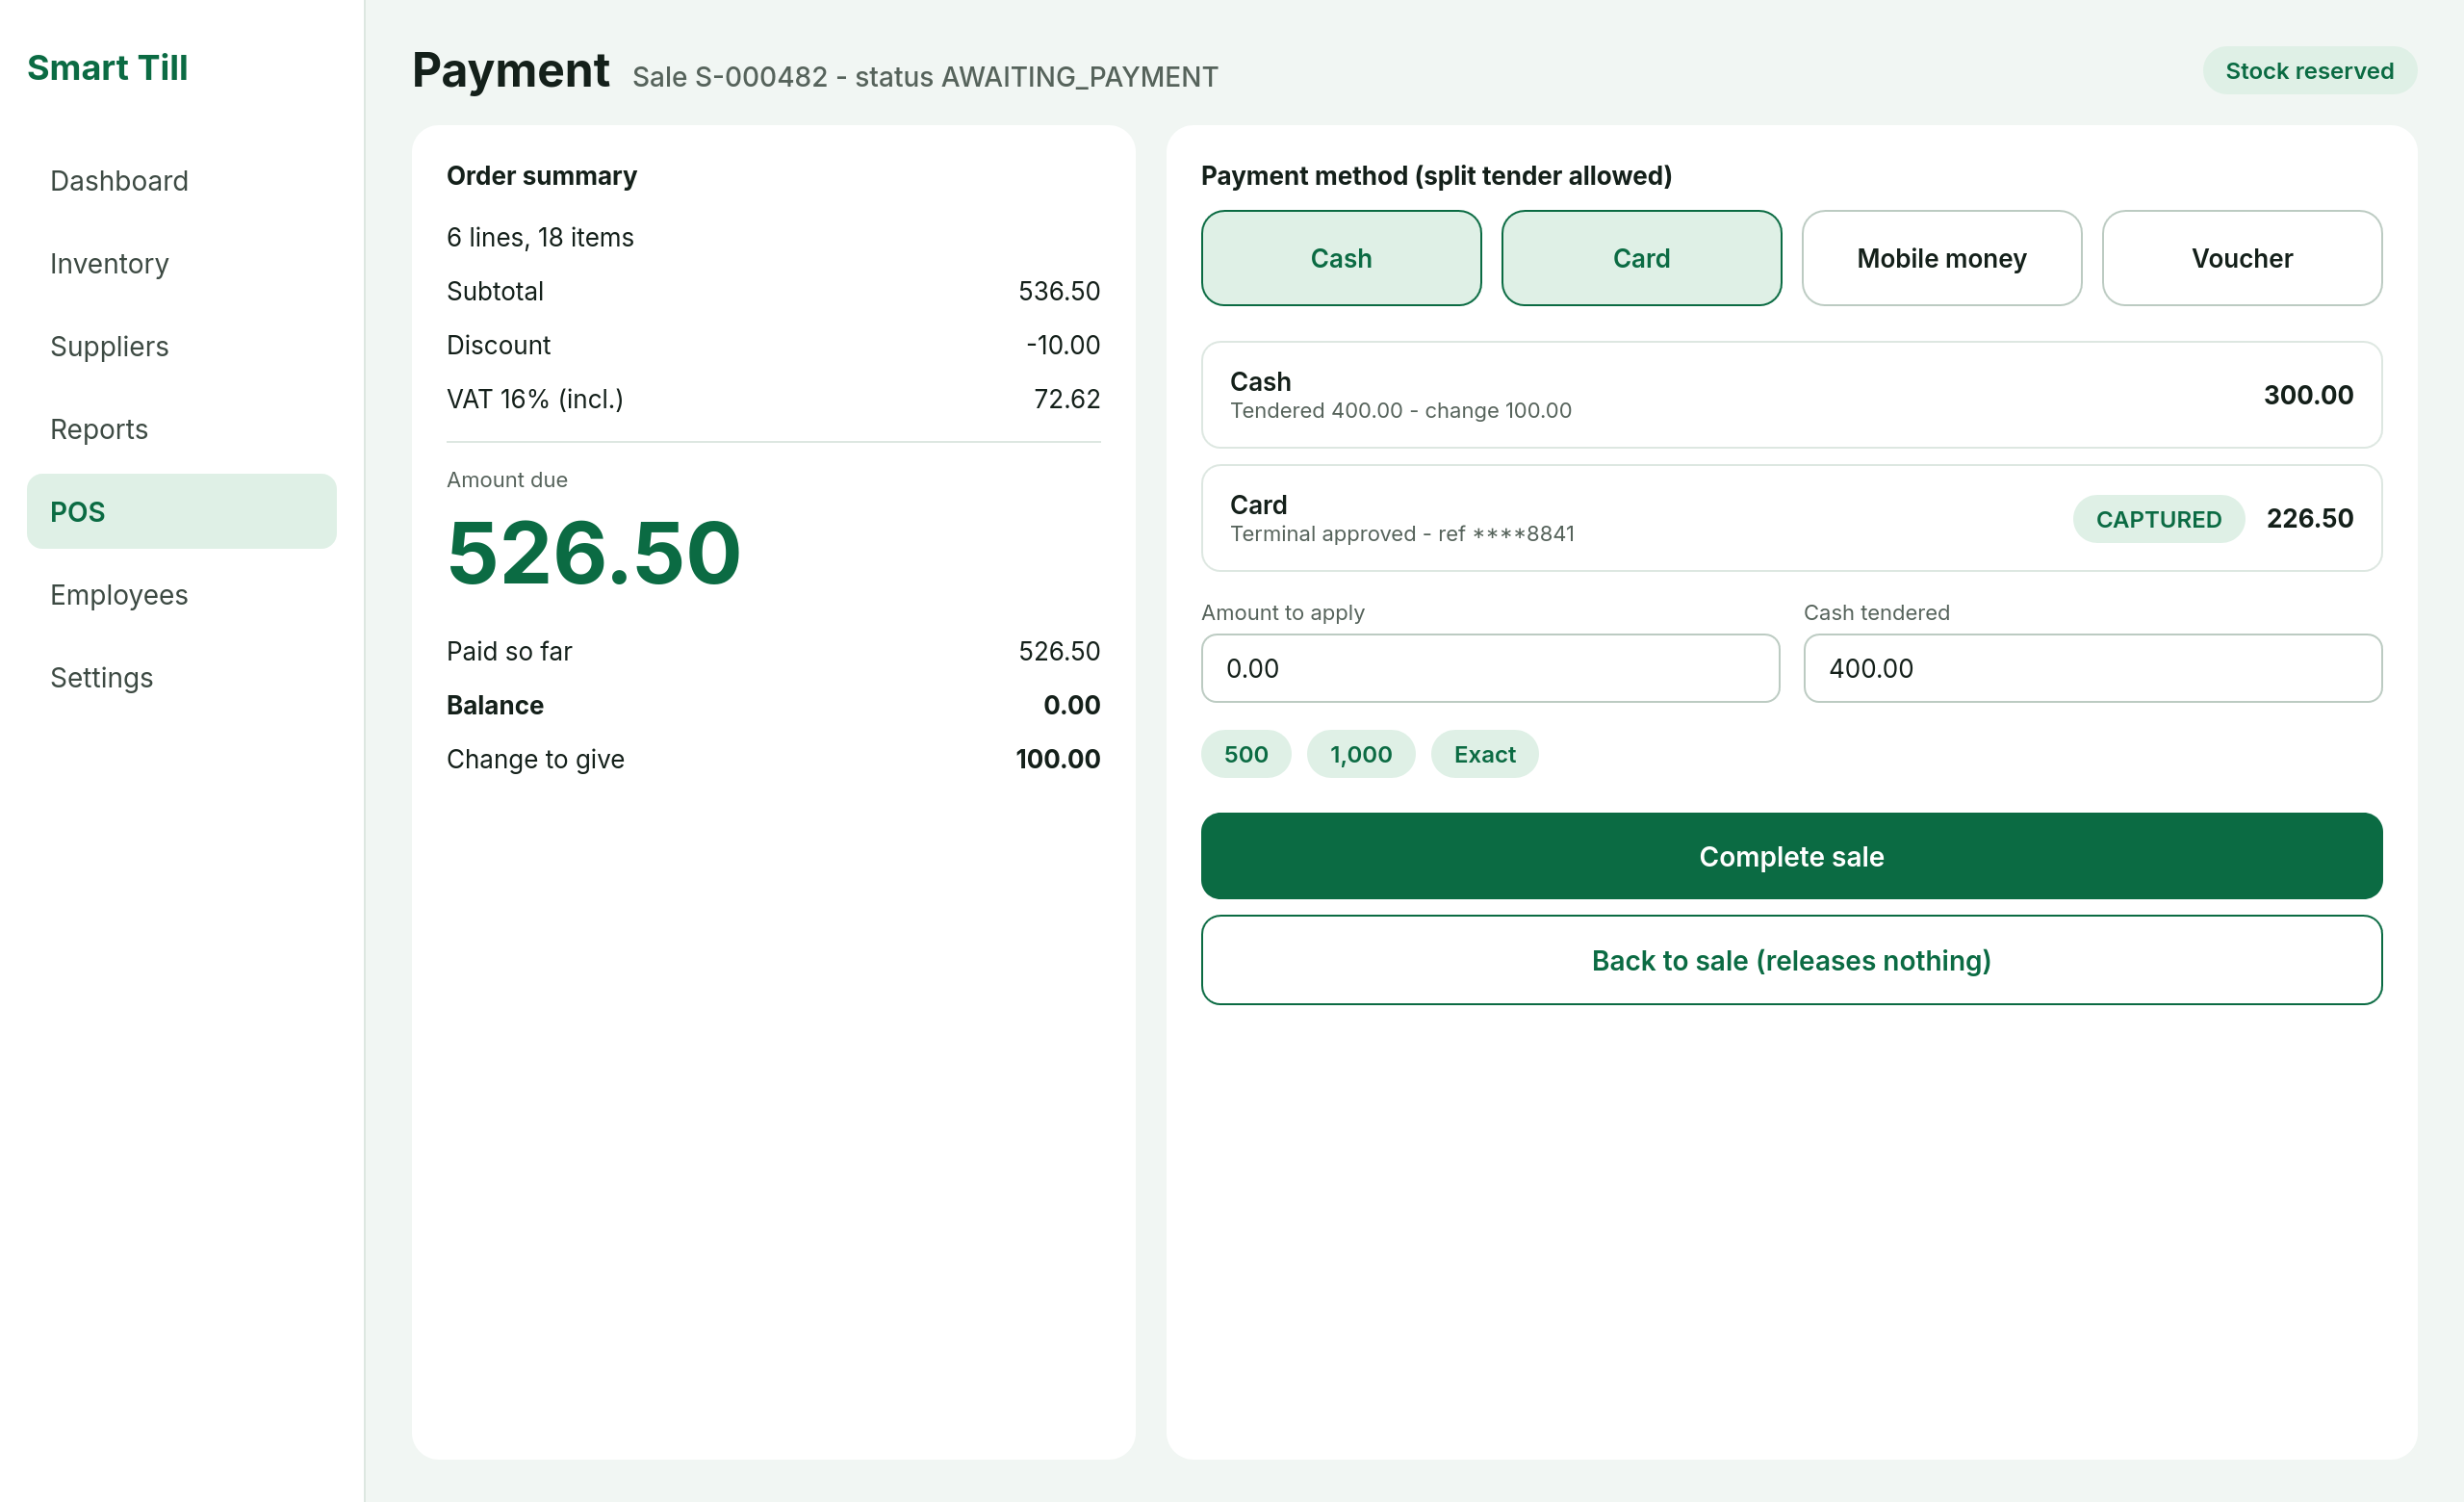 Smart Till
Dashboard
Inventory
Suppliers
Reports
POS
Employees
Settings
Payment Sale S-000482 - status AWAITING_PAYMENT
Stock reserved
Order summary
6 lines, 18 items
Subtotal 536.50
Discount -10.00
VAT 16% (incl.) 72.62
Amount due
526.50
Paid so far 526.50
Balance 0.00
Change to give 100.00
Payment method (split tender allowed)
Cash Card Mobile money Voucher
Cash
Tendered 400.00 - change 100.00
300.00
Card
Terminal approved - ref ****8841
CAPTURED 226.50
Amount to apply Cash tendered
0.00 400.00
500 1,000 Exact
Complete sale
Back to sale (releases nothing)